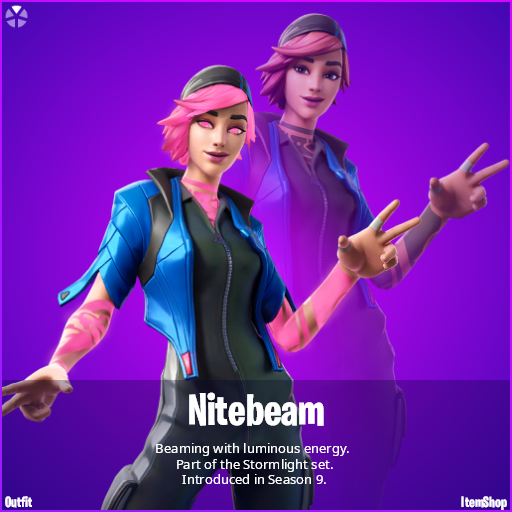 Nitebeam
Beaming with luminous energy.
Part of the Stormlight set.
Introduced in Season 9.
Outfit
ItemShop